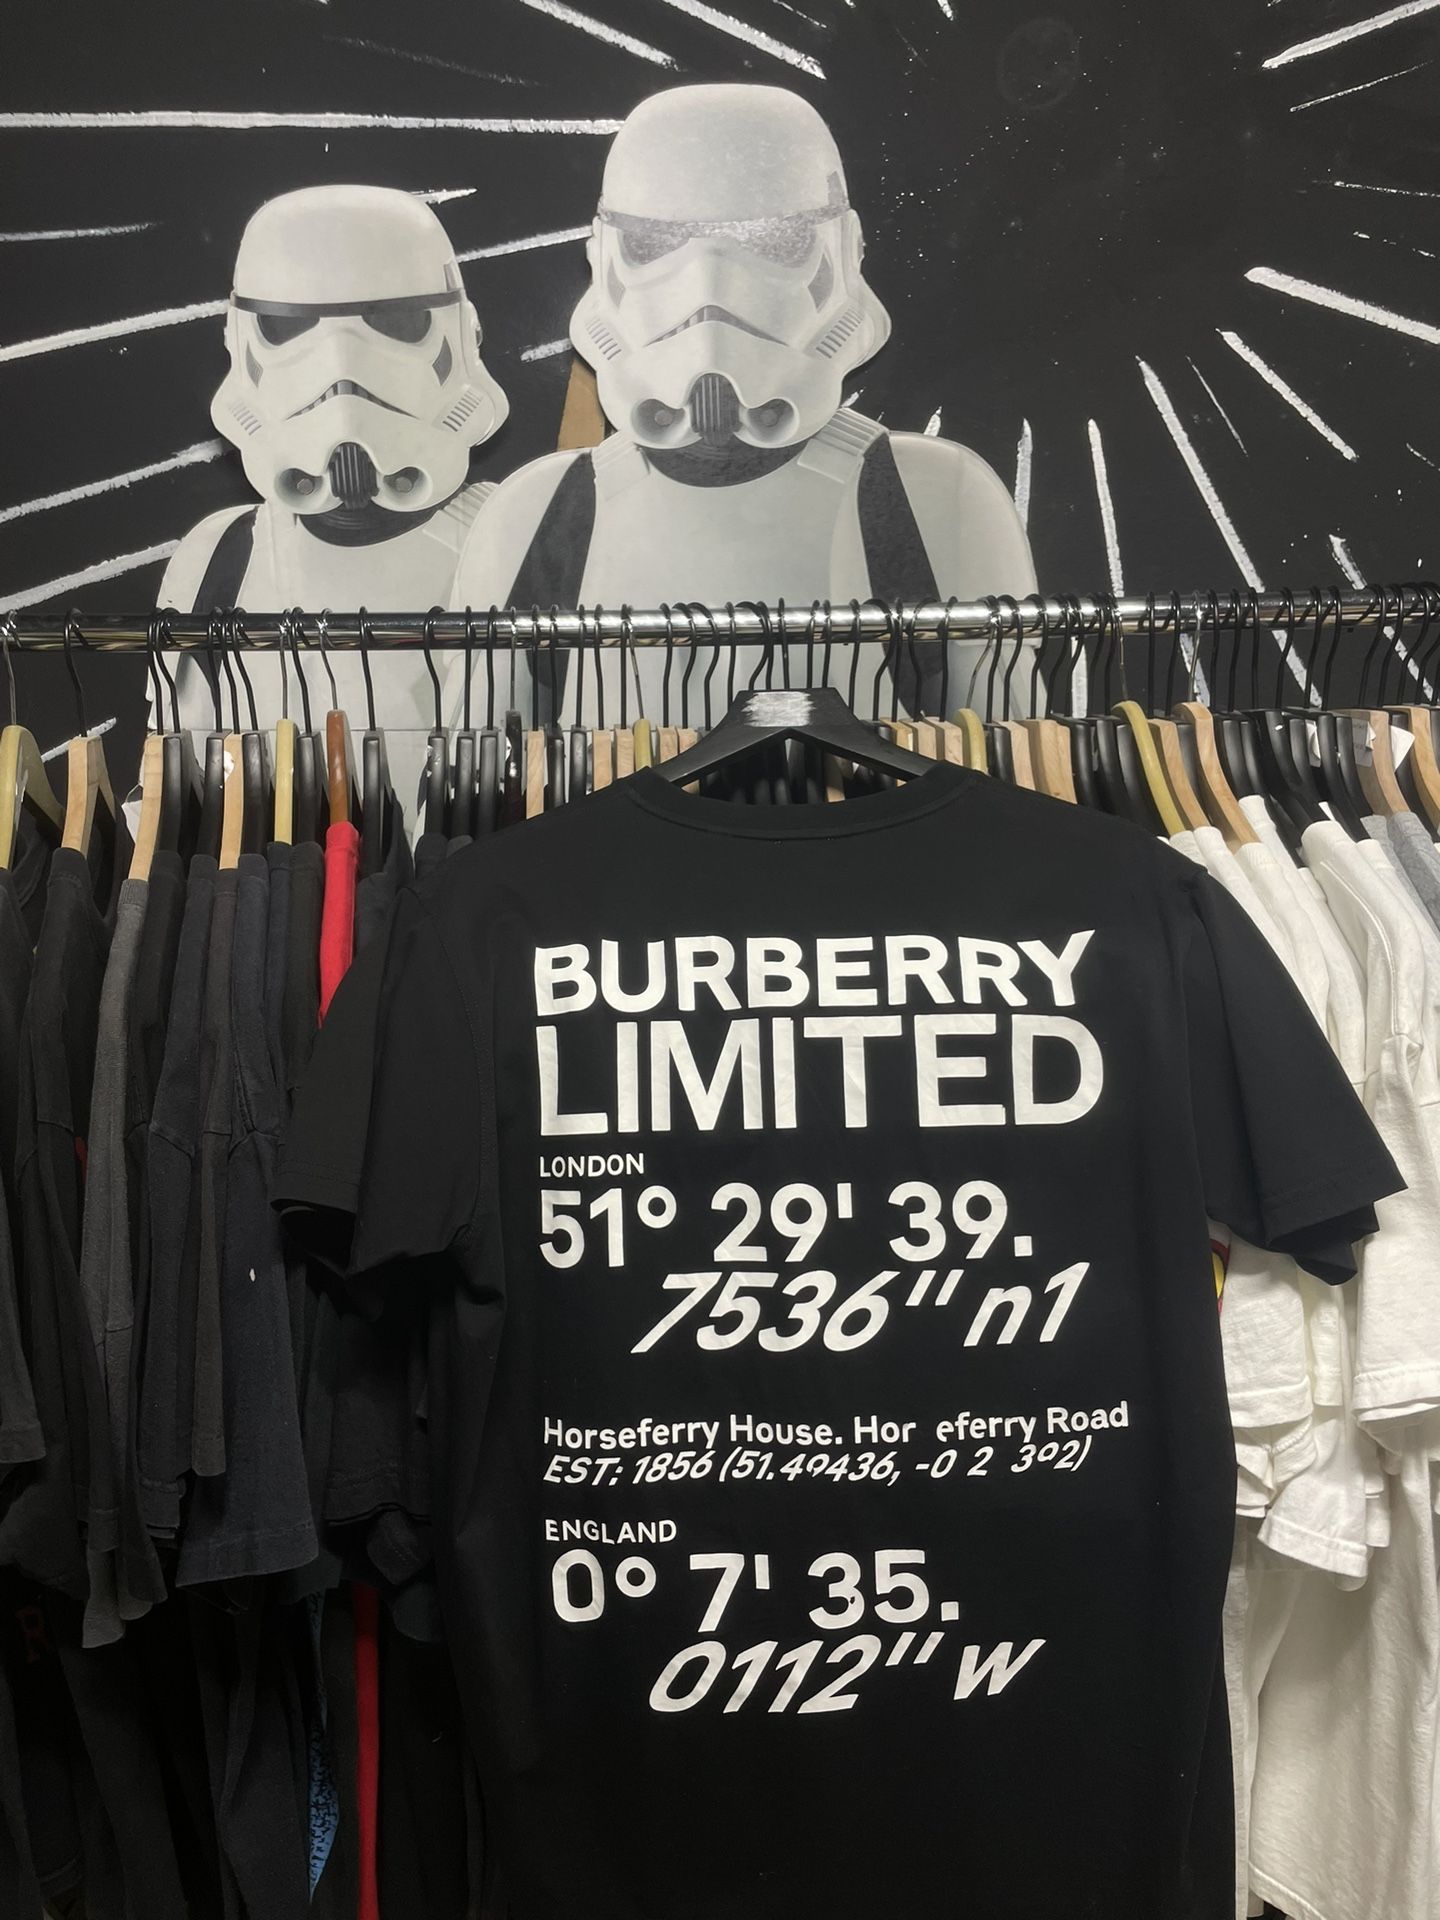 BURBERRY
LIMITED
LONDON
51° 29' 39.
7536" n1
Horseferry House. Hor eferry Road
EST: 1856 (51.49436, -0 2 3
ENGLAND
0° 7' 35.
0112" w